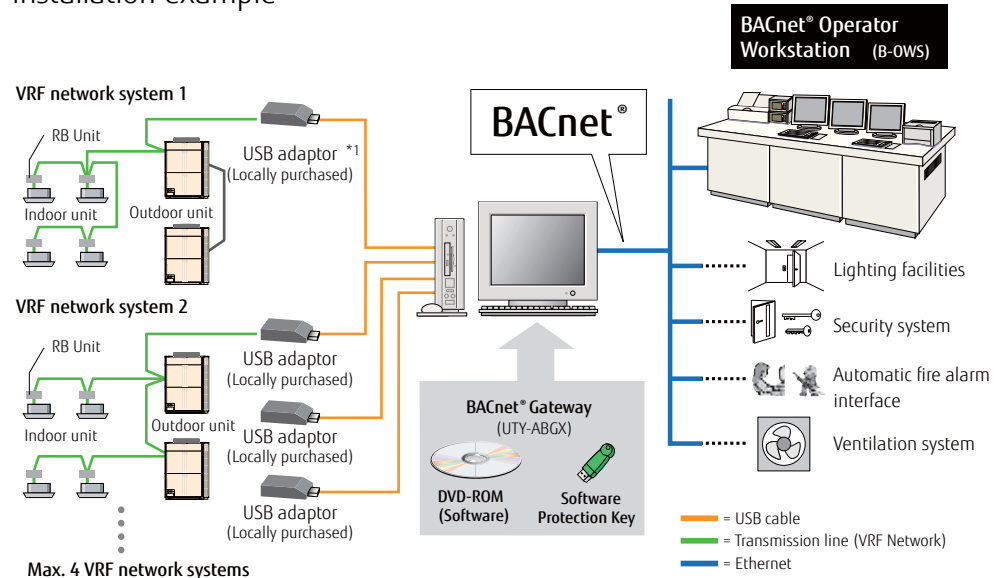 Installation example
BACnet® Operator
Workstation (B-OWS)
VRF network system 1
RB Unit
Indoor unit
Outdoor unit
USB adaptor *1
(Locally purchased)
BACnet®
VRF network system 2
RB Unit
Indoor unit
Outdoor unit
USB adaptor
(Locally purchased)
USB adaptor
(Locally purchased)
USB adaptor
(Locally purchased)
Max. 4 VRF network systems
BACnet® Gateway
(UTY-ABGX)
DVD-ROM
(Software)
Software
Protection Key
Lighting facilities
Security system
Automatic fire alarm
interface
Ventilation system
= USB cable
= Transmission line (VRF Network)
= Ethernet